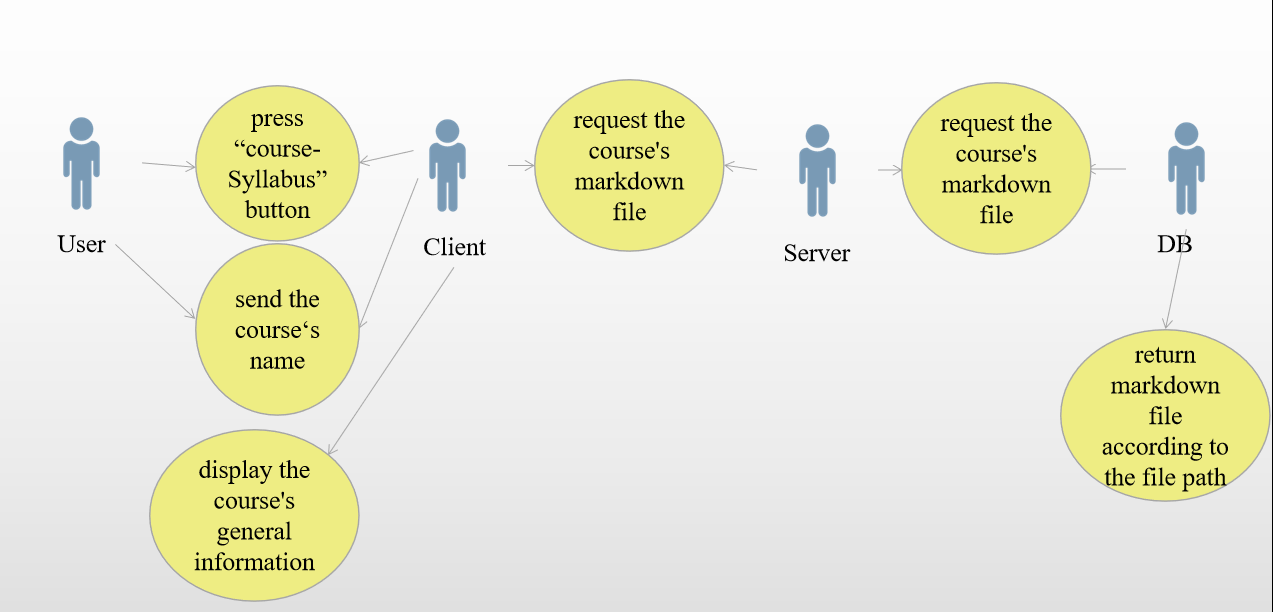 press
“course-
Syllabus”
button
User
send the
course‘s
name
display the
course's
general
information
Client
request the
course's
markdown
file
Server
request the
course's
markdown
file
DB
return
markdown
file
according to
the file path